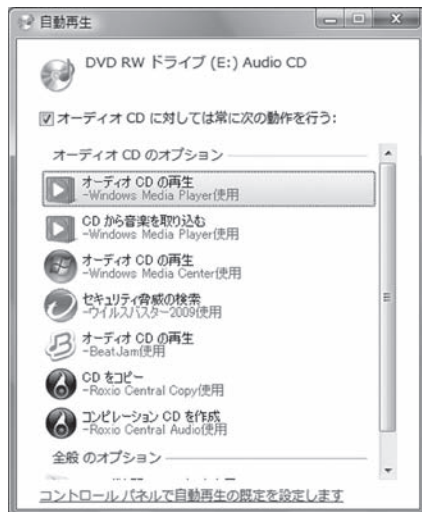 自動再生
DVD RW ドライブ (E:) Audio CD
オーディオ CD に対しては常に次の動作を行う:
オーディオ CD のオプション
オーディオ CD の再生
-Windows Media Player使用
CD から音楽を取り込む
-Windows Media Player使用
オーディオ CD の再生
-Windows Media Center使用
セキュリティ脅威の検索
-ウイルスバスター2009使用
オーディオ CD の再生
-BeatJam使用
CD をコピー
-Roxio Central Copy使用
コンピレーション CD を作成
-Roxio Central Audio使用
全般 のオプション
コントロール パネルで自動再生の既定を設定します